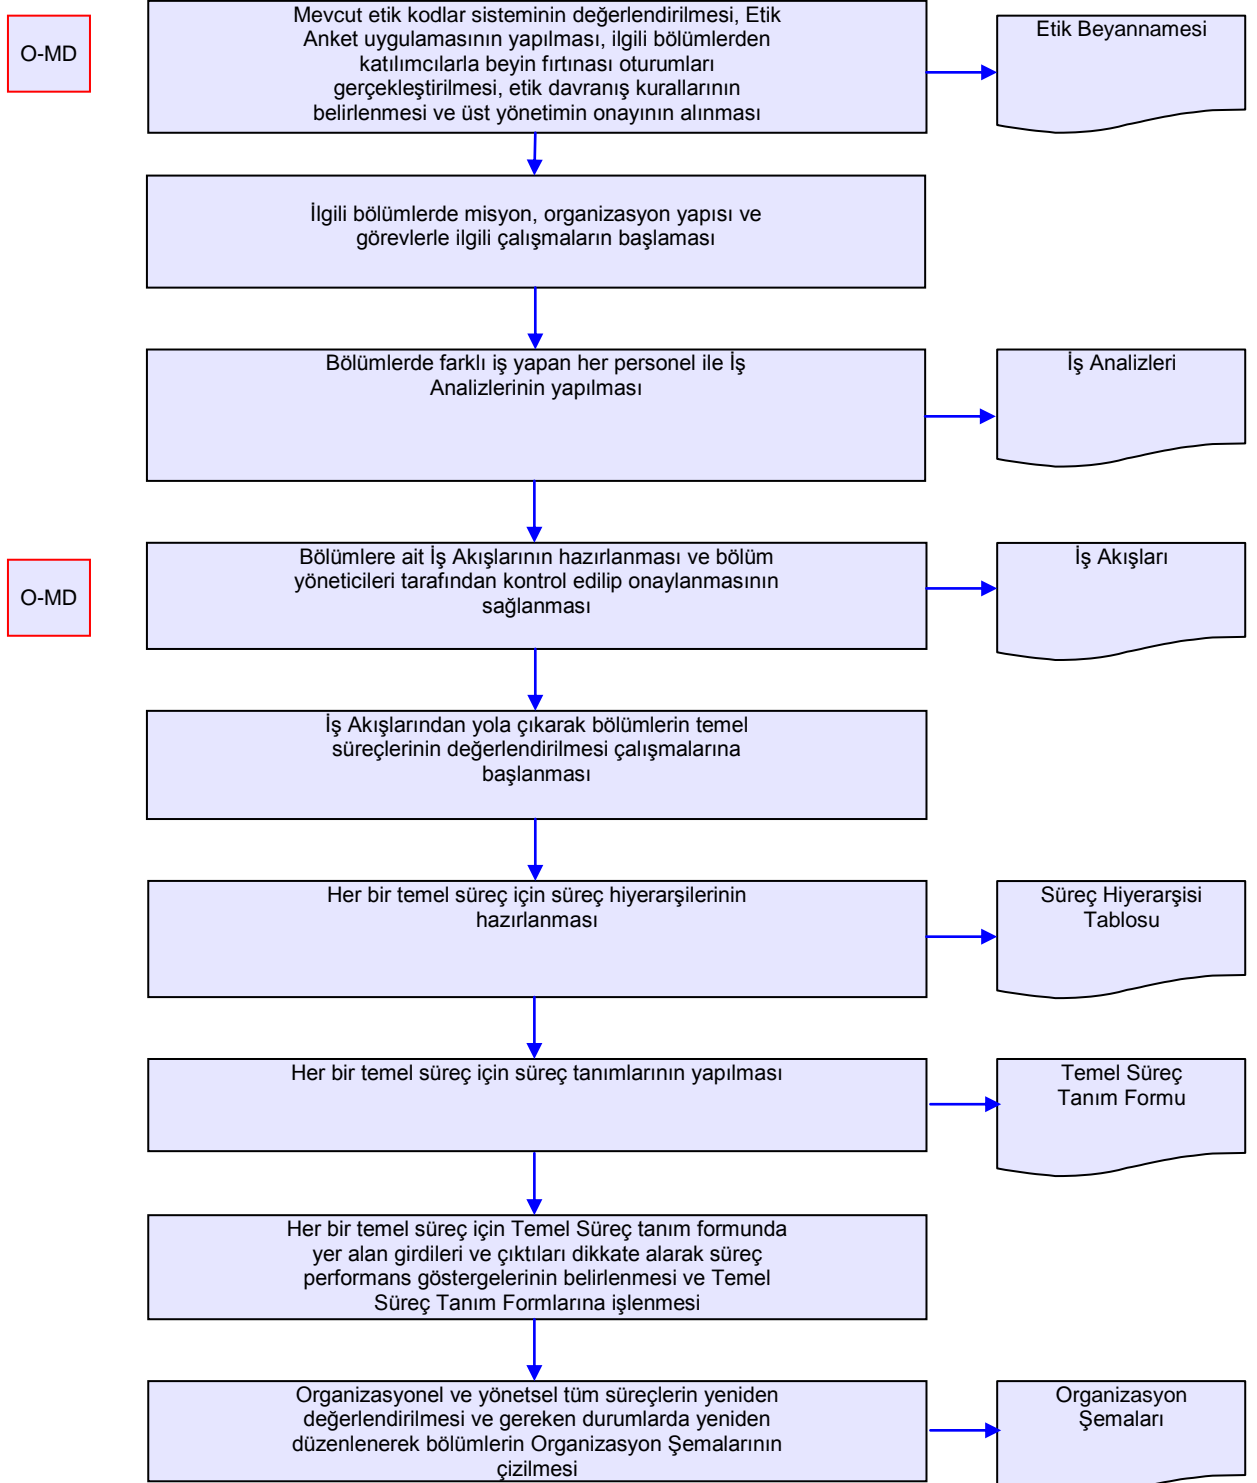 O-MD
Mevcut etik kodlar sisteminin değerlendirilmesi, Etik
Anket uygulamasının yapılması, ilgili bölümlerden
katılımcılarla beyin fırtınası oturumları
gerçekleştirilmesi, etik davranış kurallarının
belirlenmesi ve üst yönetimin onayının alınması
Etik Beyannamesi
İlgili bölümlerde misyon, organizasyon yapısı ve
görevlerle ilgili çalışmaların başlaması
Bölümlerde farklı iş yapan her personel ile İş
Analizlerinin yapılması
İş Analizleri
O-MD
Bölümlere ait İş Akışlarının hazırlanması ve bölüm
yöneticileri tarafından kontrol edilip onaylanmasının
sağlanması
İş Akışları
İş Akışlarından yola çıkarak bölümlerin temel
süreçlerinin değerlendirilmesi çalışmalarına
başlanması
Her bir temel süreç için süreç hiyerarşilerinin
hazırlanması
Süreç Hiyerarşisi
Tablosu
Her bir temel süreç için süreç tanımlarının yapılması
Temel Süreç
Tanım Formu
Her bir temel süreç için Temel Süreç tanım formunda
yer alan girdileri ve çıktıları dikkate alarak süreç
performans göstergelerinin belirlenmesi ve Temel
Süreç Tanım Formlarına işlenmesi
Organizasyonel ve yönetsel tüm süreçlerin yeniden
değerlendirilmesi ve gereken durumlarda yeniden
düzenlenerek bölümlerin Organizasyon Şemalarının
çizilmesi
Organizasyon
Şemaları